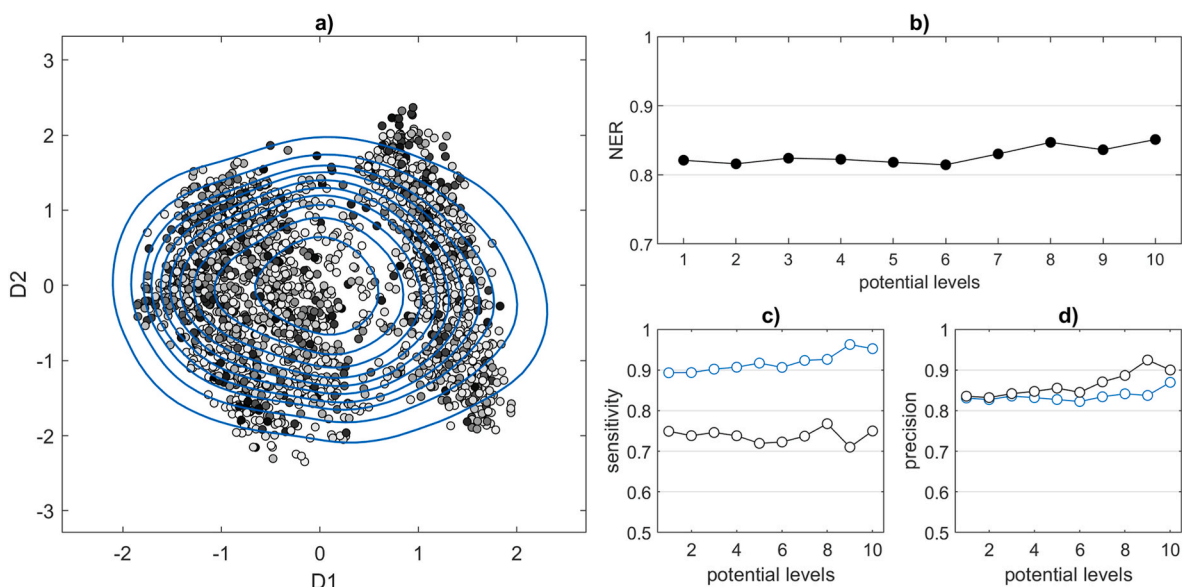 a)
3
2
1
0
-1
-2
-3
D2
-2 -1 0 1 2
D1
b)
1
0.9
0.8
0.7
NER
1 2 3 4 5 6 7 8 9 10
potential levels
c)
1
0.9
0.8
0.7
0.6
0.5
sensitivity
2 4 6 8 10
potential levels
d)
1
0.9
0.8
0.7
0.6
0.5
precision
2 4 6 8 10
potential levels